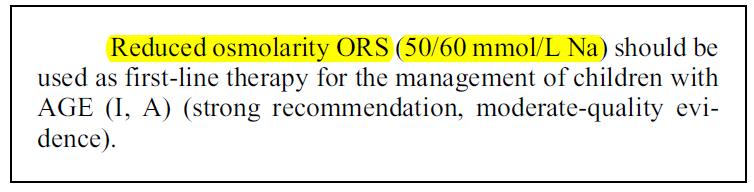 Reduced osmolarity ORS (50/60 mmol/L Na) should be
used as first-line therapy for the management of children with
AGE (I, A) (strong recommendation, moderate-quality evi-
dence).